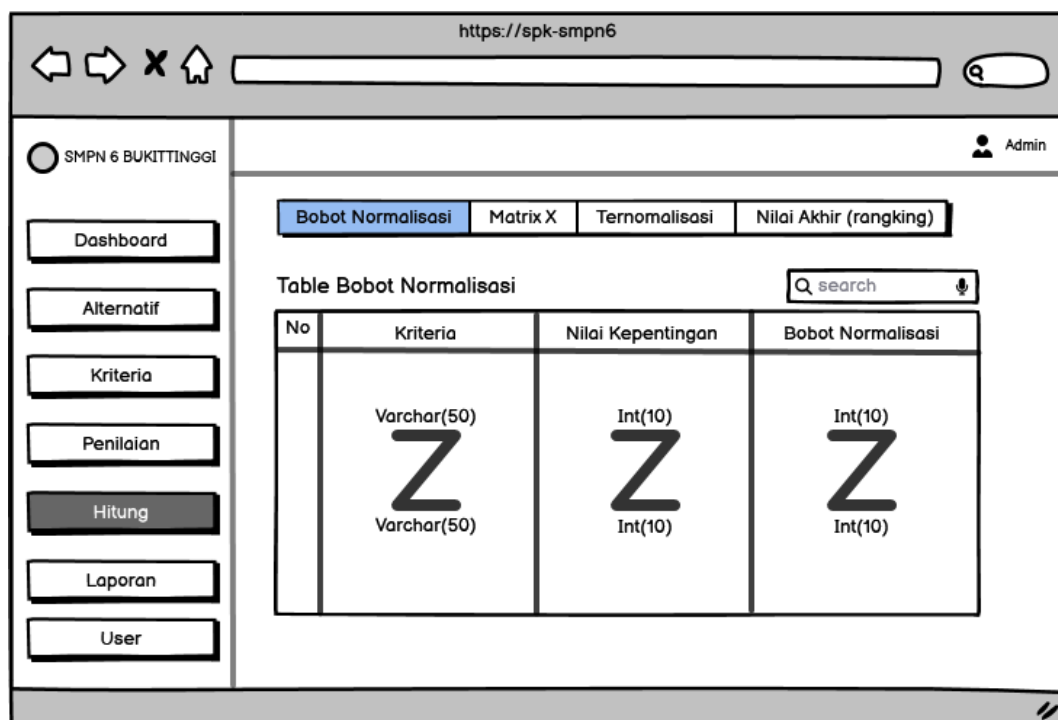 https://spk-smpn6
SMPN 6 BUKITTINGGI
Admin
Dashboard
Alternatif
Kriteria
Penilaian
Hitung
Laporan
User
Bobot Normalisasi Matrix X Ternomalisasi Nilai Akhir (rangking)
Table Bobot Normalisasi
search
No Kriteria Nilai Kepentingan Bobot Normalisasi
Varchar(50) Int(10) Int(10)
Z Z Z
Varchar(50) Int(10) Int(10)